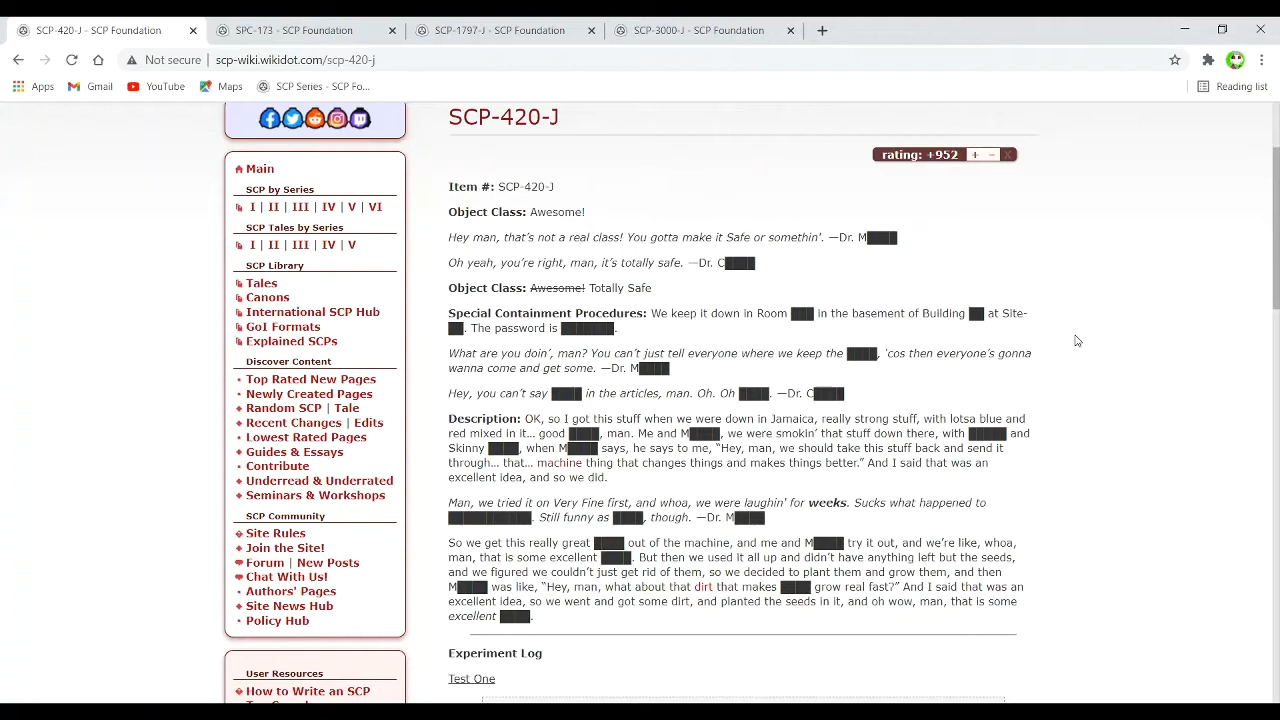 SCP-420-J - SCP Foundation
SPC-173 - SCP Foundation
SCP-1797-J - SCP Foundation
SCP-3000-J - SCP Foundation
Not secure | scp-wiki.wikidot.com/scp-420-j
Apps Gmail YouTube Maps SCP Series - SCP Fo... Reading list
Main
SCP by Series
I | II | III | IV | V | VI
SCP Tales by Series
I | II | III | IV | V
SCP Library
Tales
Canons
International SCP Hub
GoI Formats
Explained SCPs
Discover Content
Top Rated New Pages
Newly Created Pages
Random SCP | Tale
Recent Changes | Edits
Lowest Rated Pages
Guides & Essays
Contribute
Underread & Underrated
Seminars & Workshops
SCP Community
Site Rules
Join the Site!
Forum | New Posts
Chat With Us!
Authors' Pages
Site News Hub
Policy Hub
User Resources
How to Write an SCP
SCP-420-J
rating: +952 + – X
Item #: SCP-420-J
Object Class: Awesome!
Hey man, that's not a real class! You gotta make it Safe or somethin'. —Dr. M████
Oh yeah, you're right, man, it's totally safe. —Dr. C████
Object Class: Awesome! Totally Safe
Special Containment Procedures: We keep it down in Room ███ in the basement of Building ██ at Site-
██. The password is ███████.
What are you doin', man? You can't just tell everyone where we keep the ████, 'cos then everyone's gonna
wanna come and get some. —Dr. M████
Hey, you can't say ████ in the articles, man. Oh. Oh ████. —Dr. C████
Description: OK, so I got this stuff when we were down in Jamaica, really strong stuff, with lotsa blue and
red mixed in it… good ████, man. Me and M████, we were smokin' that stuff down there, with █████ and
Skinny ████, when M████ says, he says to me, "Hey, man, we should take this stuff back and send it
through… that… machine thing that changes things and makes things better." And I said that was an
excellent idea, and so we did.
Man, we tried it on Very Fine first, and whoa, we were laughin' for weeks. Sucks what happened to
███████████. Still funny as ████, though. —Dr. M████
So we get this really great ████ out of the machine, and me and M████ try it out, and we're like, whoa,
man, that is some excellent ████. But then we used it all up and didn't have anything left but the seeds,
and we figured we couldn't just get rid of them, so we decided to plant them and grow them, and then
M████ was like, "Hey, man, what about that dirt that makes ████ grow real fast?" And I said that was an
excellent idea, so we went and got some dirt, and planted the seeds in it, and oh wow, man, that is some
excellent ████.
Experiment Log
Test One